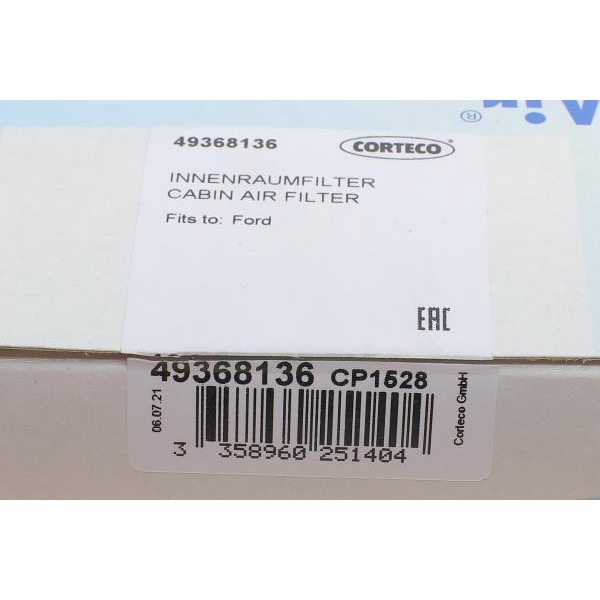 ®
49368136 CORTECO
INNENRAUMFILTER
CABIN AIR FILTER
Fits to: Ford
EAC
49368136 CP1528
06.07.21
Corteco GmbH
3 358960 251404